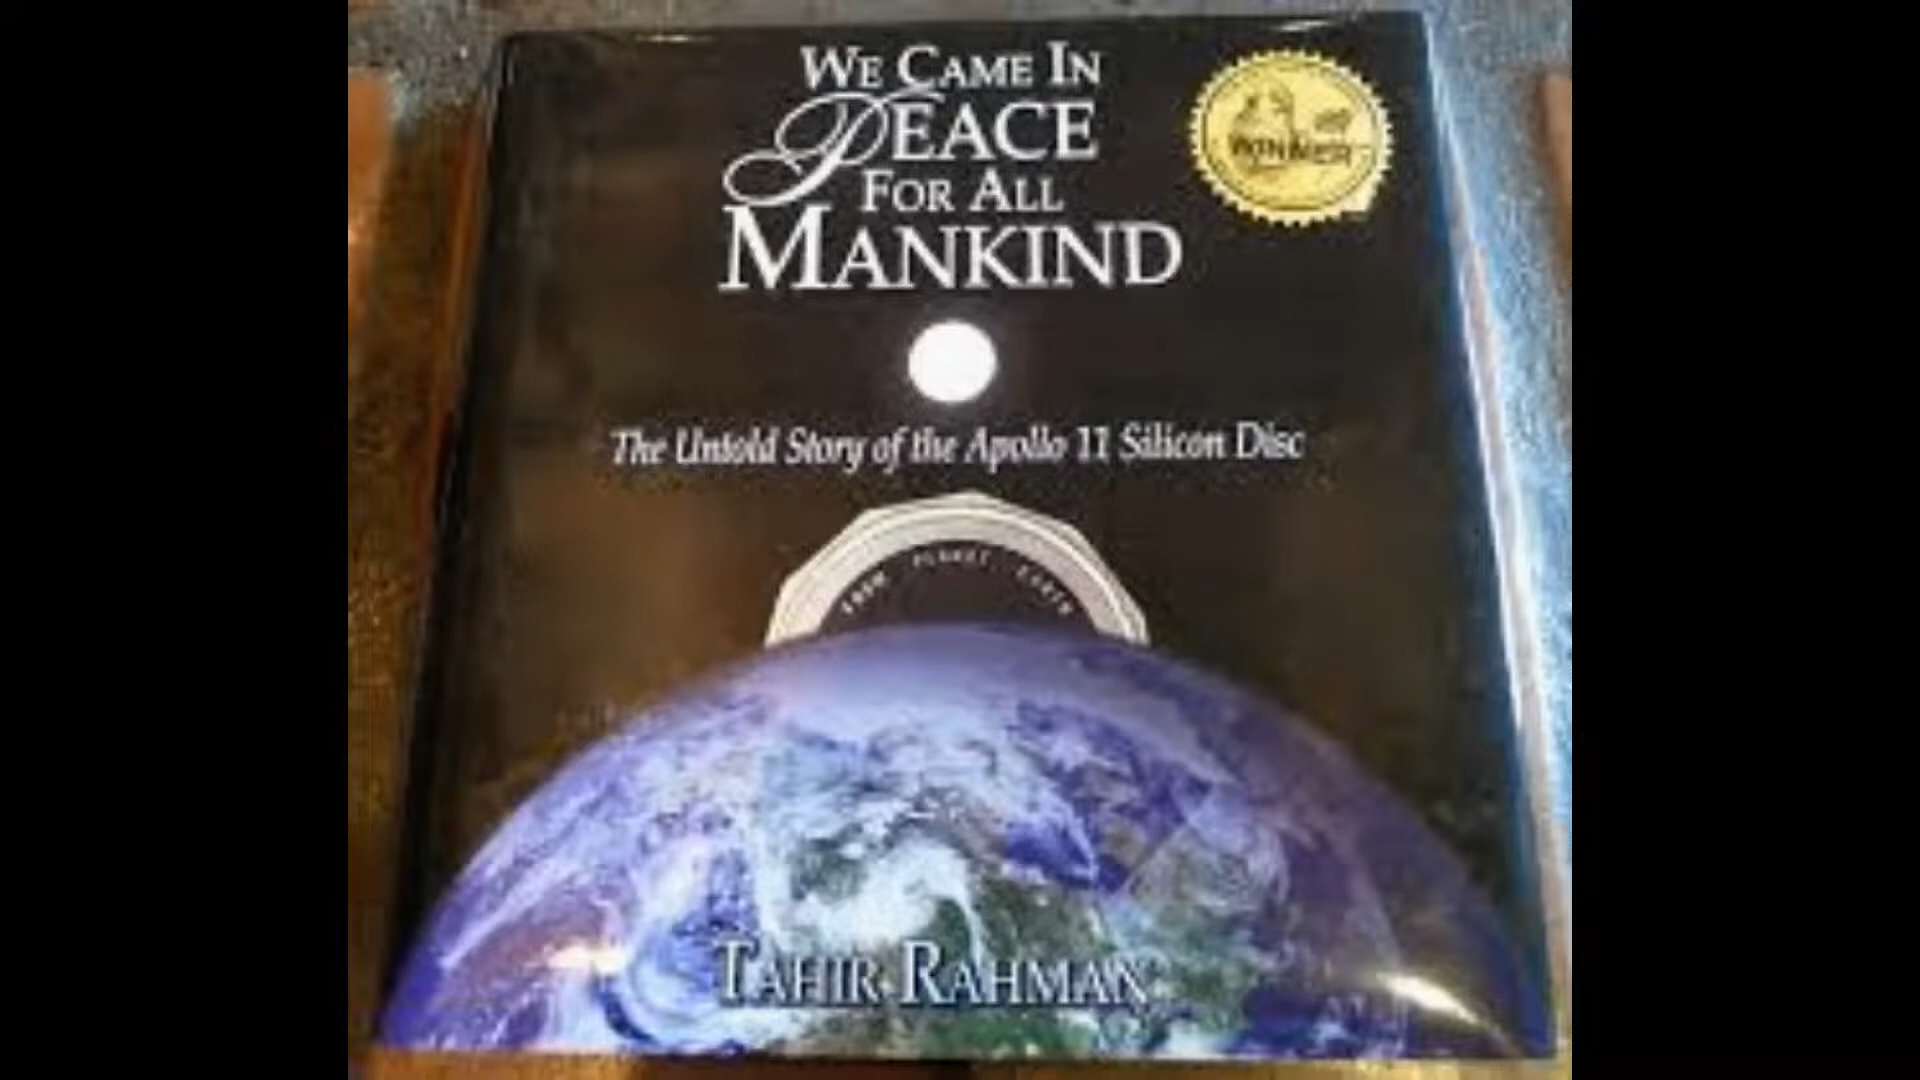 WE CAME IN
PEACE
FOR ALL
MANKIND
WINNER
The Untold Story of the Apollo 11 Silicon Disc
FROM PLANET EARTH
TAHIR RAHMAN